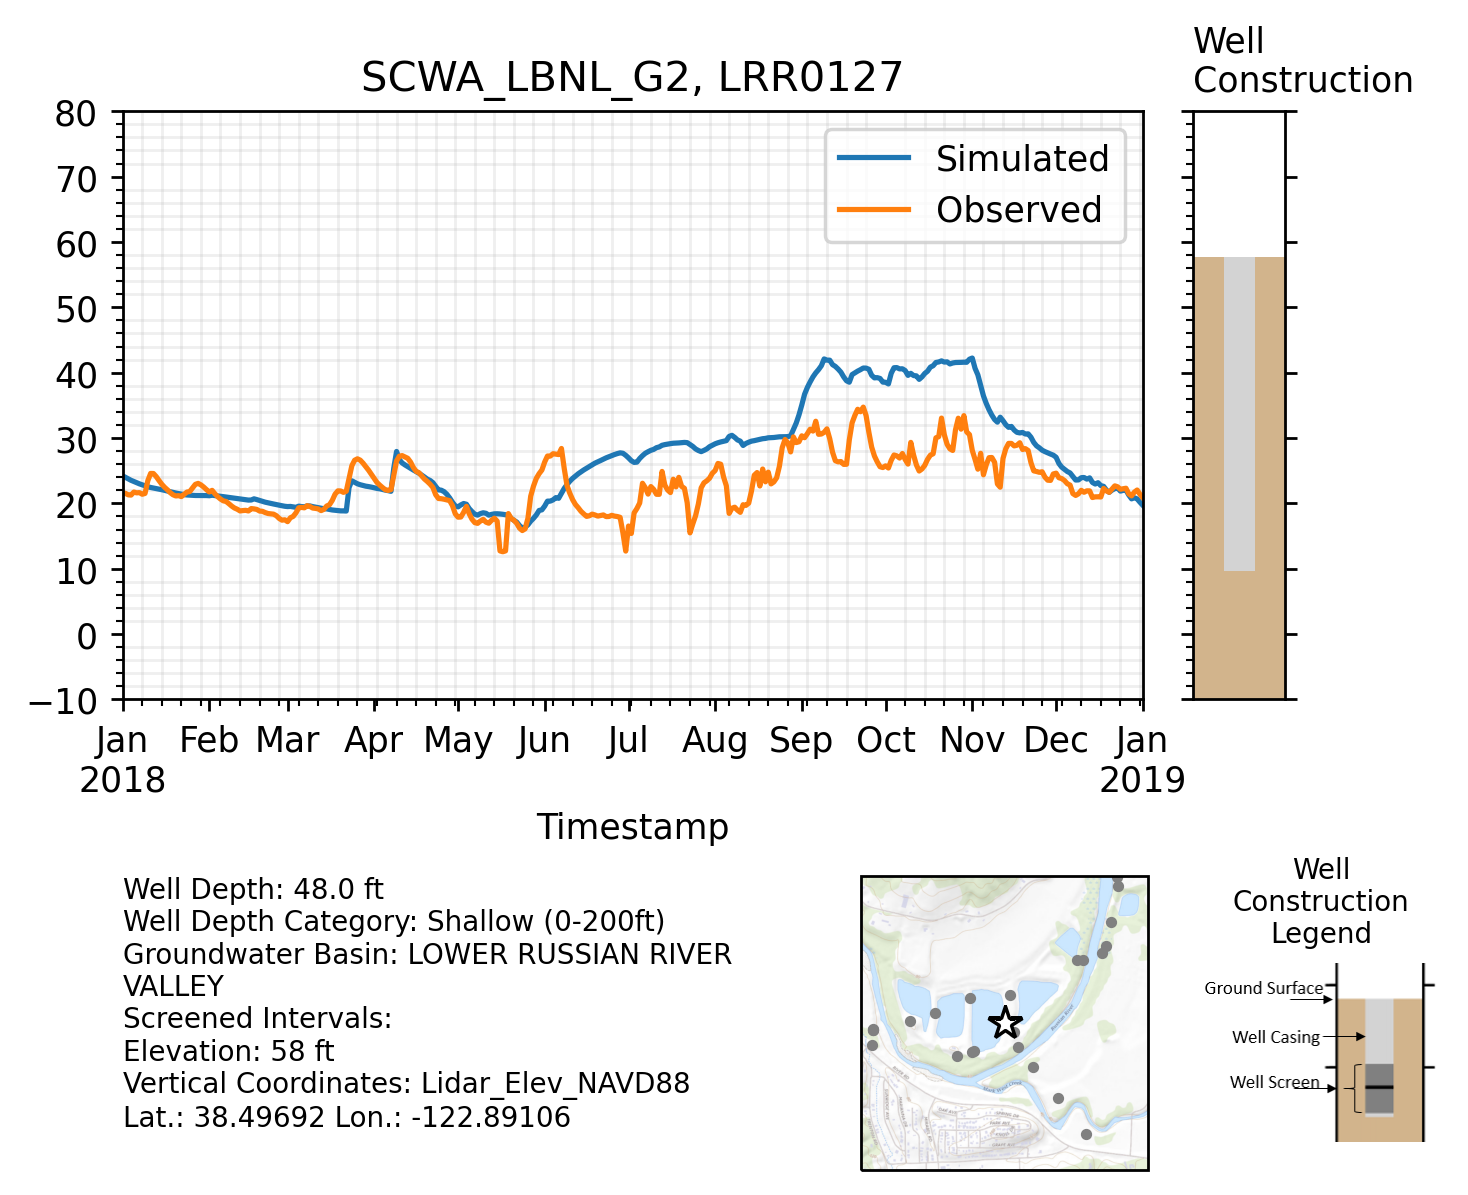 Well
Construction
SCWA_LBNL_G2, LRR0127
80
70
60
50
40
30
20
10
0
−10
Simulated
Observed
Jan Feb Mar Apr May Jun Jul Aug Sep Oct Nov Dec Jan
2018 2019
Timestamp
Well Depth: 48.0 ft
Well Depth Category: Shallow (0-200ft)
Groundwater Basin: LOWER RUSSIAN RIVER
VALLEY
Screened Intervals:
Elevation: 58 ft
Vertical Coordinates: Lidar_Elev_NAVD88
Lat.: 38.49692 Lon.: -122.89106
Well
Construction
Legend
Ground Surface
Well Casing
Well Screen